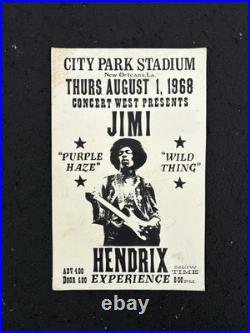 CITY PARK STADIUM
New Orleans, La.
THURS AUGUST 1, 1968
CONCERT WEST PRESENTS
JIMI
"PURPLE HAZE" "WILD THING"
HENDRIX
EXPERIENCE
ADV 4.00
DOOR 5.00
SHOW TIME
8:30 P.M.